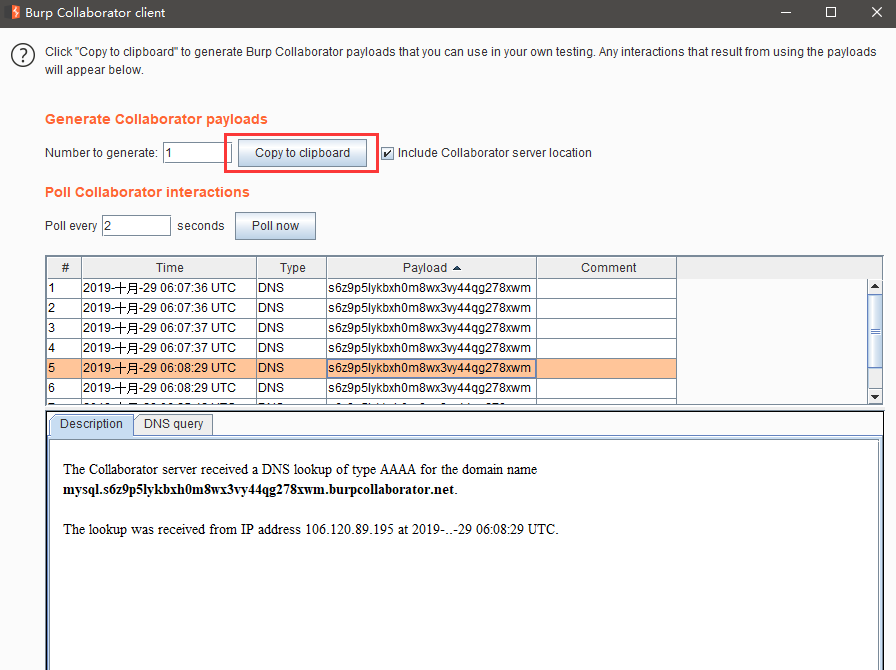 Burp Collaborator client
Click "Copy to clipboard" to generate Burp Collaborator payloads that you can use in your own testing. Any interactions that result from using the payloads
will appear below.
Generate Collaborator payloads
Number to generate: 1 Copy to clipboard Include Collaborator server location
Poll Collaborator interactions
Poll every 2 seconds Poll now
# Time Type Payload Comment
1 2019-十月-29 06:07:36 UTC DNS s6z9p5lykbxh0m8wx3vy44qg278xwm
2 2019-十月-29 06:07:36 UTC DNS s6z9p5lykbxh0m8wx3vy44qg278xwm
3 2019-十月-29 06:07:37 UTC DNS s6z9p5lykbxh0m8wx3vy44qg278xwm
4 2019-十月-29 06:07:37 UTC DNS s6z9p5lykbxh0m8wx3vy44qg278xwm
5 2019-十月-29 06:08:29 UTC DNS s6z9p5lykbxh0m8wx3vy44qg278xwm
6 2019-十月-29 06:08:29 UTC DNS s6z9p5lykbxh0m8wx3vy44qg278xwm
Description DNS query
The Collaborator server received a DNS lookup of type AAAA for the domain name
mysql.s6z9p5lykbxh0m8wx3vy44qg278xwm.burpcollaborator.net.
The lookup was received from IP address 106.120.89.195 at 2019-..-29 06:08:29 UTC.